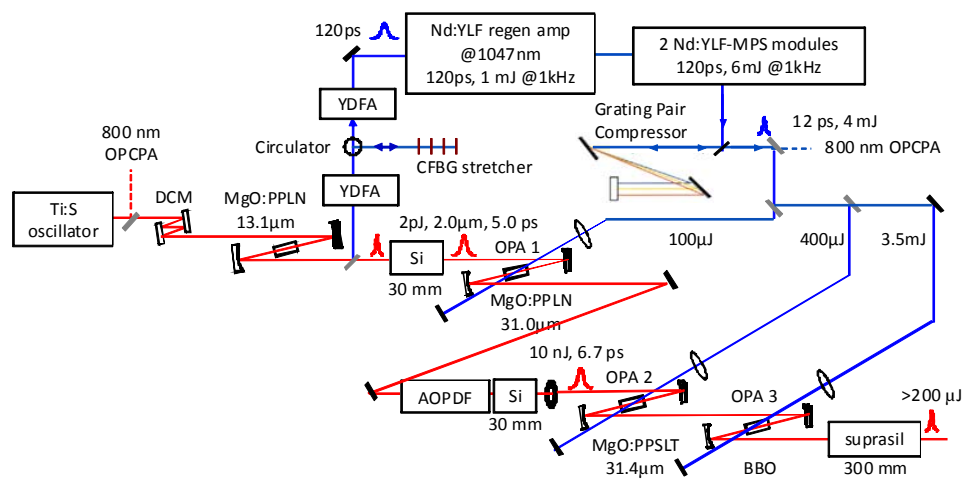 120ps
Nd:YLF regen amp
@1047nm
120ps, 1 mJ @1kHz
2 Nd:YLF-MPS modules
120ps, 6mJ @1kHz
YDFA
Grating Pair
Compressor
12 ps, 4 mJ
800 nm OPCPA
Circulator
CFBG stretcher
800 nm
OPCPA
YDFA
DCM
MgO:PPLN
13.1µm
Ti:S
oscillator
2pJ, 2.0µm, 5.0 ps
Si
30 mm
OPA 1
100µJ
400µJ
3.5mJ
MgO:PPLN
31.0µm
10 nJ, 6.7 ps
AOPDF
Si
30 mm
OPA 2
MgO:PPSLT
31.4µm
OPA 3
BBO
>200 µJ
suprasil
300 mm